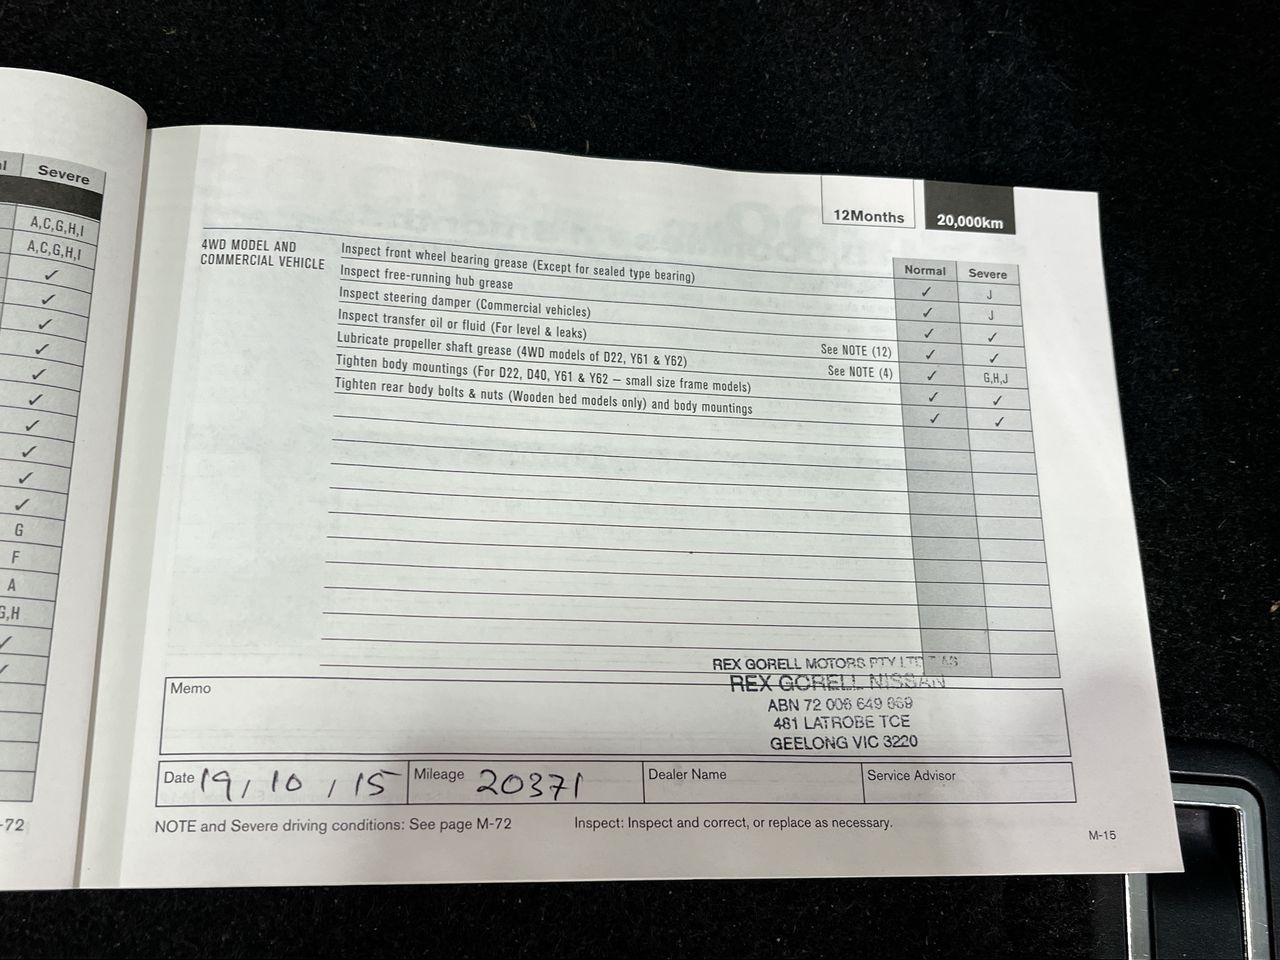 l Severe
A,C,G,H,I
A,C,G,H,I
✓
✓
✓
✓
✓
✓
✓
✓
✓
✓
G
F
A
G,H
✓
✓
-72
12Months 20,000km
Normal Severe
4WD MODEL AND
COMMERCIAL VEHICLE
Inspect front wheel bearing grease (Except for sealed type bearing) ✓ J
Inspect free-running hub grease ✓ J
Inspect steering damper (Commercial vehicles) ✓ ✓
Inspect transfer oil or fluid (For level & leaks) See NOTE (12) ✓ ✓
Lubricate propeller shaft grease (4WD models of D22, Y61 & Y62) See NOTE (4) ✓ G,H,J
Tighten body mountings (For D22, D40, Y61 & Y62 – small size frame models) ✓ ✓
Tighten rear body bolts & nuts (Wooden bed models only) and body mountings ✓ ✓
REX GORELL MOTORS PTY LTD T AS
REX GORELL NISSAN
ABN 72 006 649 969
481 LATROBE TCE
GEELONG VIC 3220
Memo
Date 19/10/15 Mileage 20371 Dealer Name Service Advisor
NOTE and Severe driving conditions: See page M-72 Inspect: Inspect and correct, or replace as necessary.
M-15